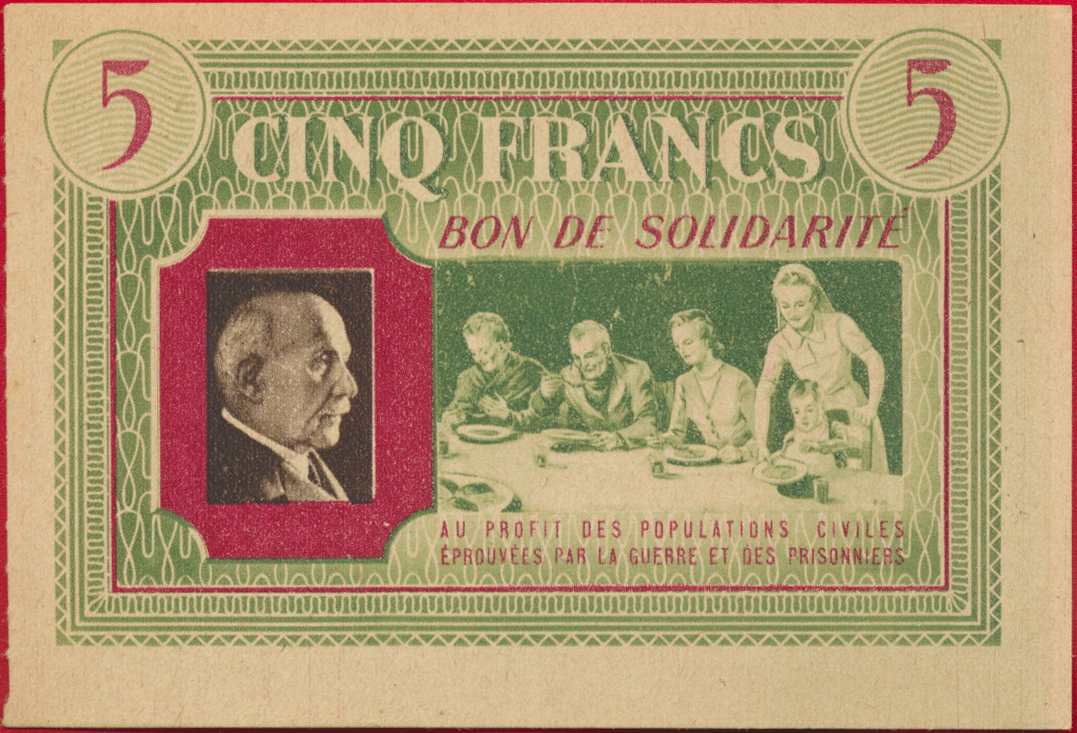 5 5
CINQ FRANCS
BON DE SOLIDARITÉ
AU PROFIT DES POPULATIONS CIVILES
ÉPROUVÉES PAR LA GUERRE ET DES PRISONNIERS